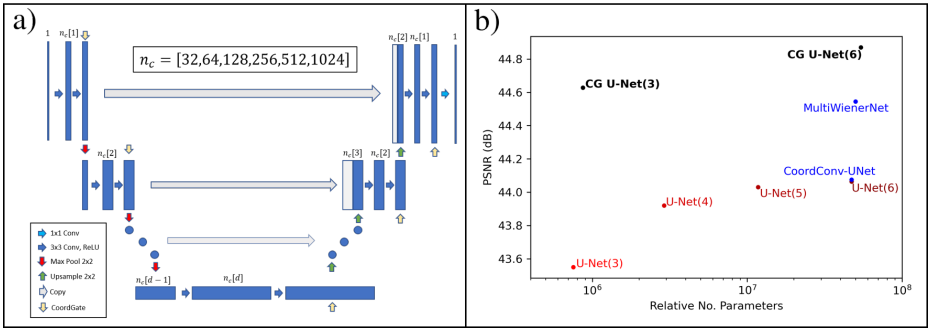 a)
1
n_c[1]
n_c = [32,64,128,256,512,1024]
n_c[2] n_c[1]
1
n_c[2]
n_c[3] n_c[2]
n_c[d − 1]
n_c[d]
1x1 Conv
3x3 Conv, ReLU
Max Pool 2x2
Upsample 2x2
Copy
CoordGate
b)
PSNR (dB)
44.8
44.6
44.4
44.2
44.0
43.8
43.6
CG U-Net(6)
CG U-Net(3)
MultiWienerNet
CoordConv-UNet
U-Net(6)
U-Net(5)
U-Net(4)
U-Net(3)
10^6
10^7
10^8
Relative No. Parameters